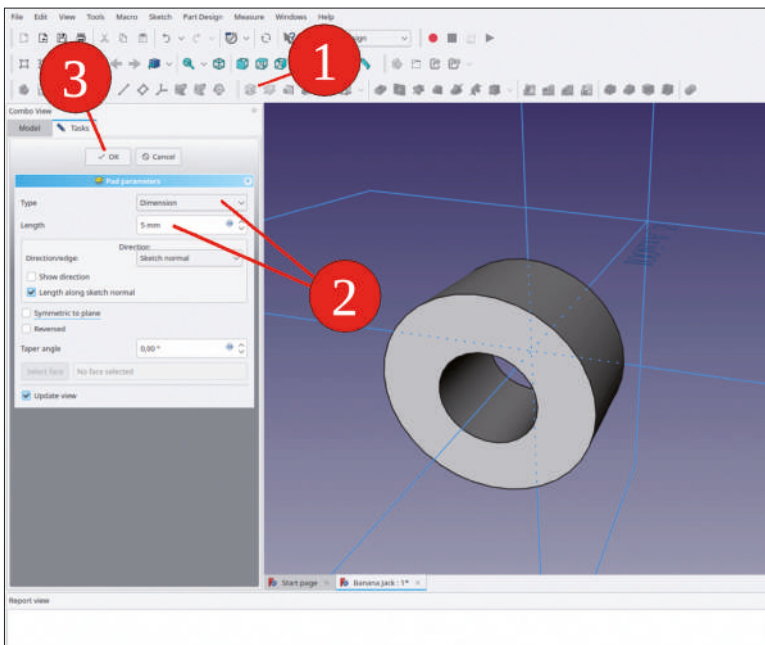 File Edit View Tools Macro Sketch Part Design Measure Windows Help
1
3
Combo View
Model Tasks
OK Cancel
Pad parameters
Type Dimension
Length 5 mm
Direction
Direction/edge: Sketch normal
Show direction
Length along sketch normal
2
Symmetric to plane
Reversed
Taper angle 0,00 °
Select face No face selected
Update view
Start page Banana Jack : 1*
Report view